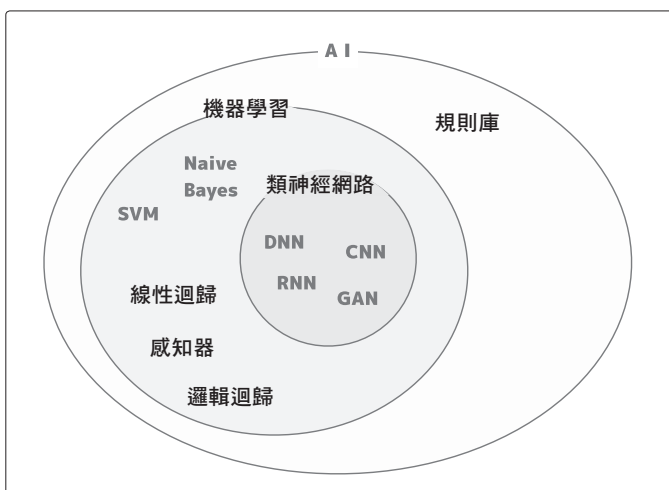 AI
機器學習
規則庫
Naive
Bayes
類神經網路
SVM
DNN
CNN
RNN
GAN
線性迴歸
感知器
邏輯迴歸